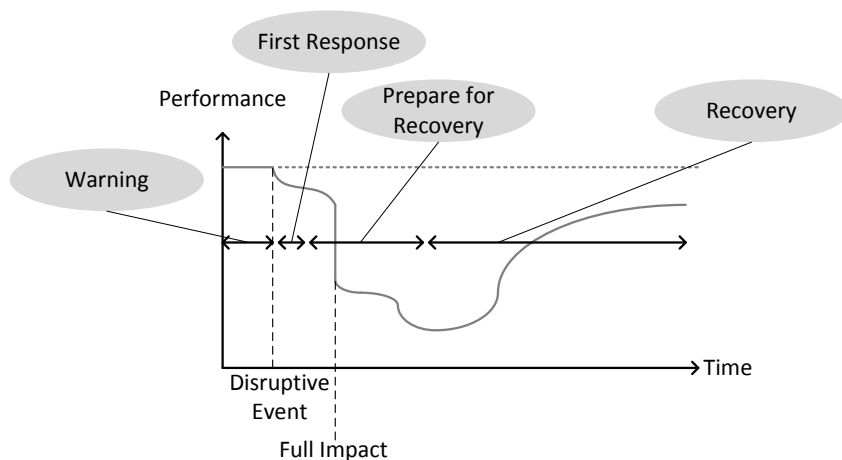 First Response
Performance
Prepare for
Recovery
Recovery
Warning
Time
Disruptive
Event
Full Impact